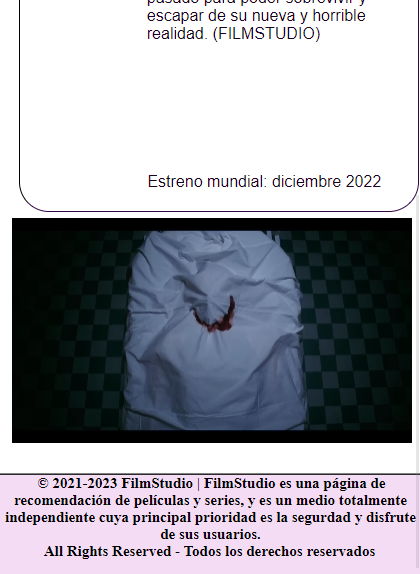 pasado para poder sobrevivir y
escapar de su nueva y horrible
realidad. (FILMSTUDIO)
Estreno mundial: diciembre 2022
© 2021-2023 FilmStudio | FilmStudio es una página de
recomendación de películas y series, y es un medio totalmente
independiente cuya principal prioridad es la segurdad y disfrute
de sus usuarios.
All Rights Reserved - Todos los derechos reservados